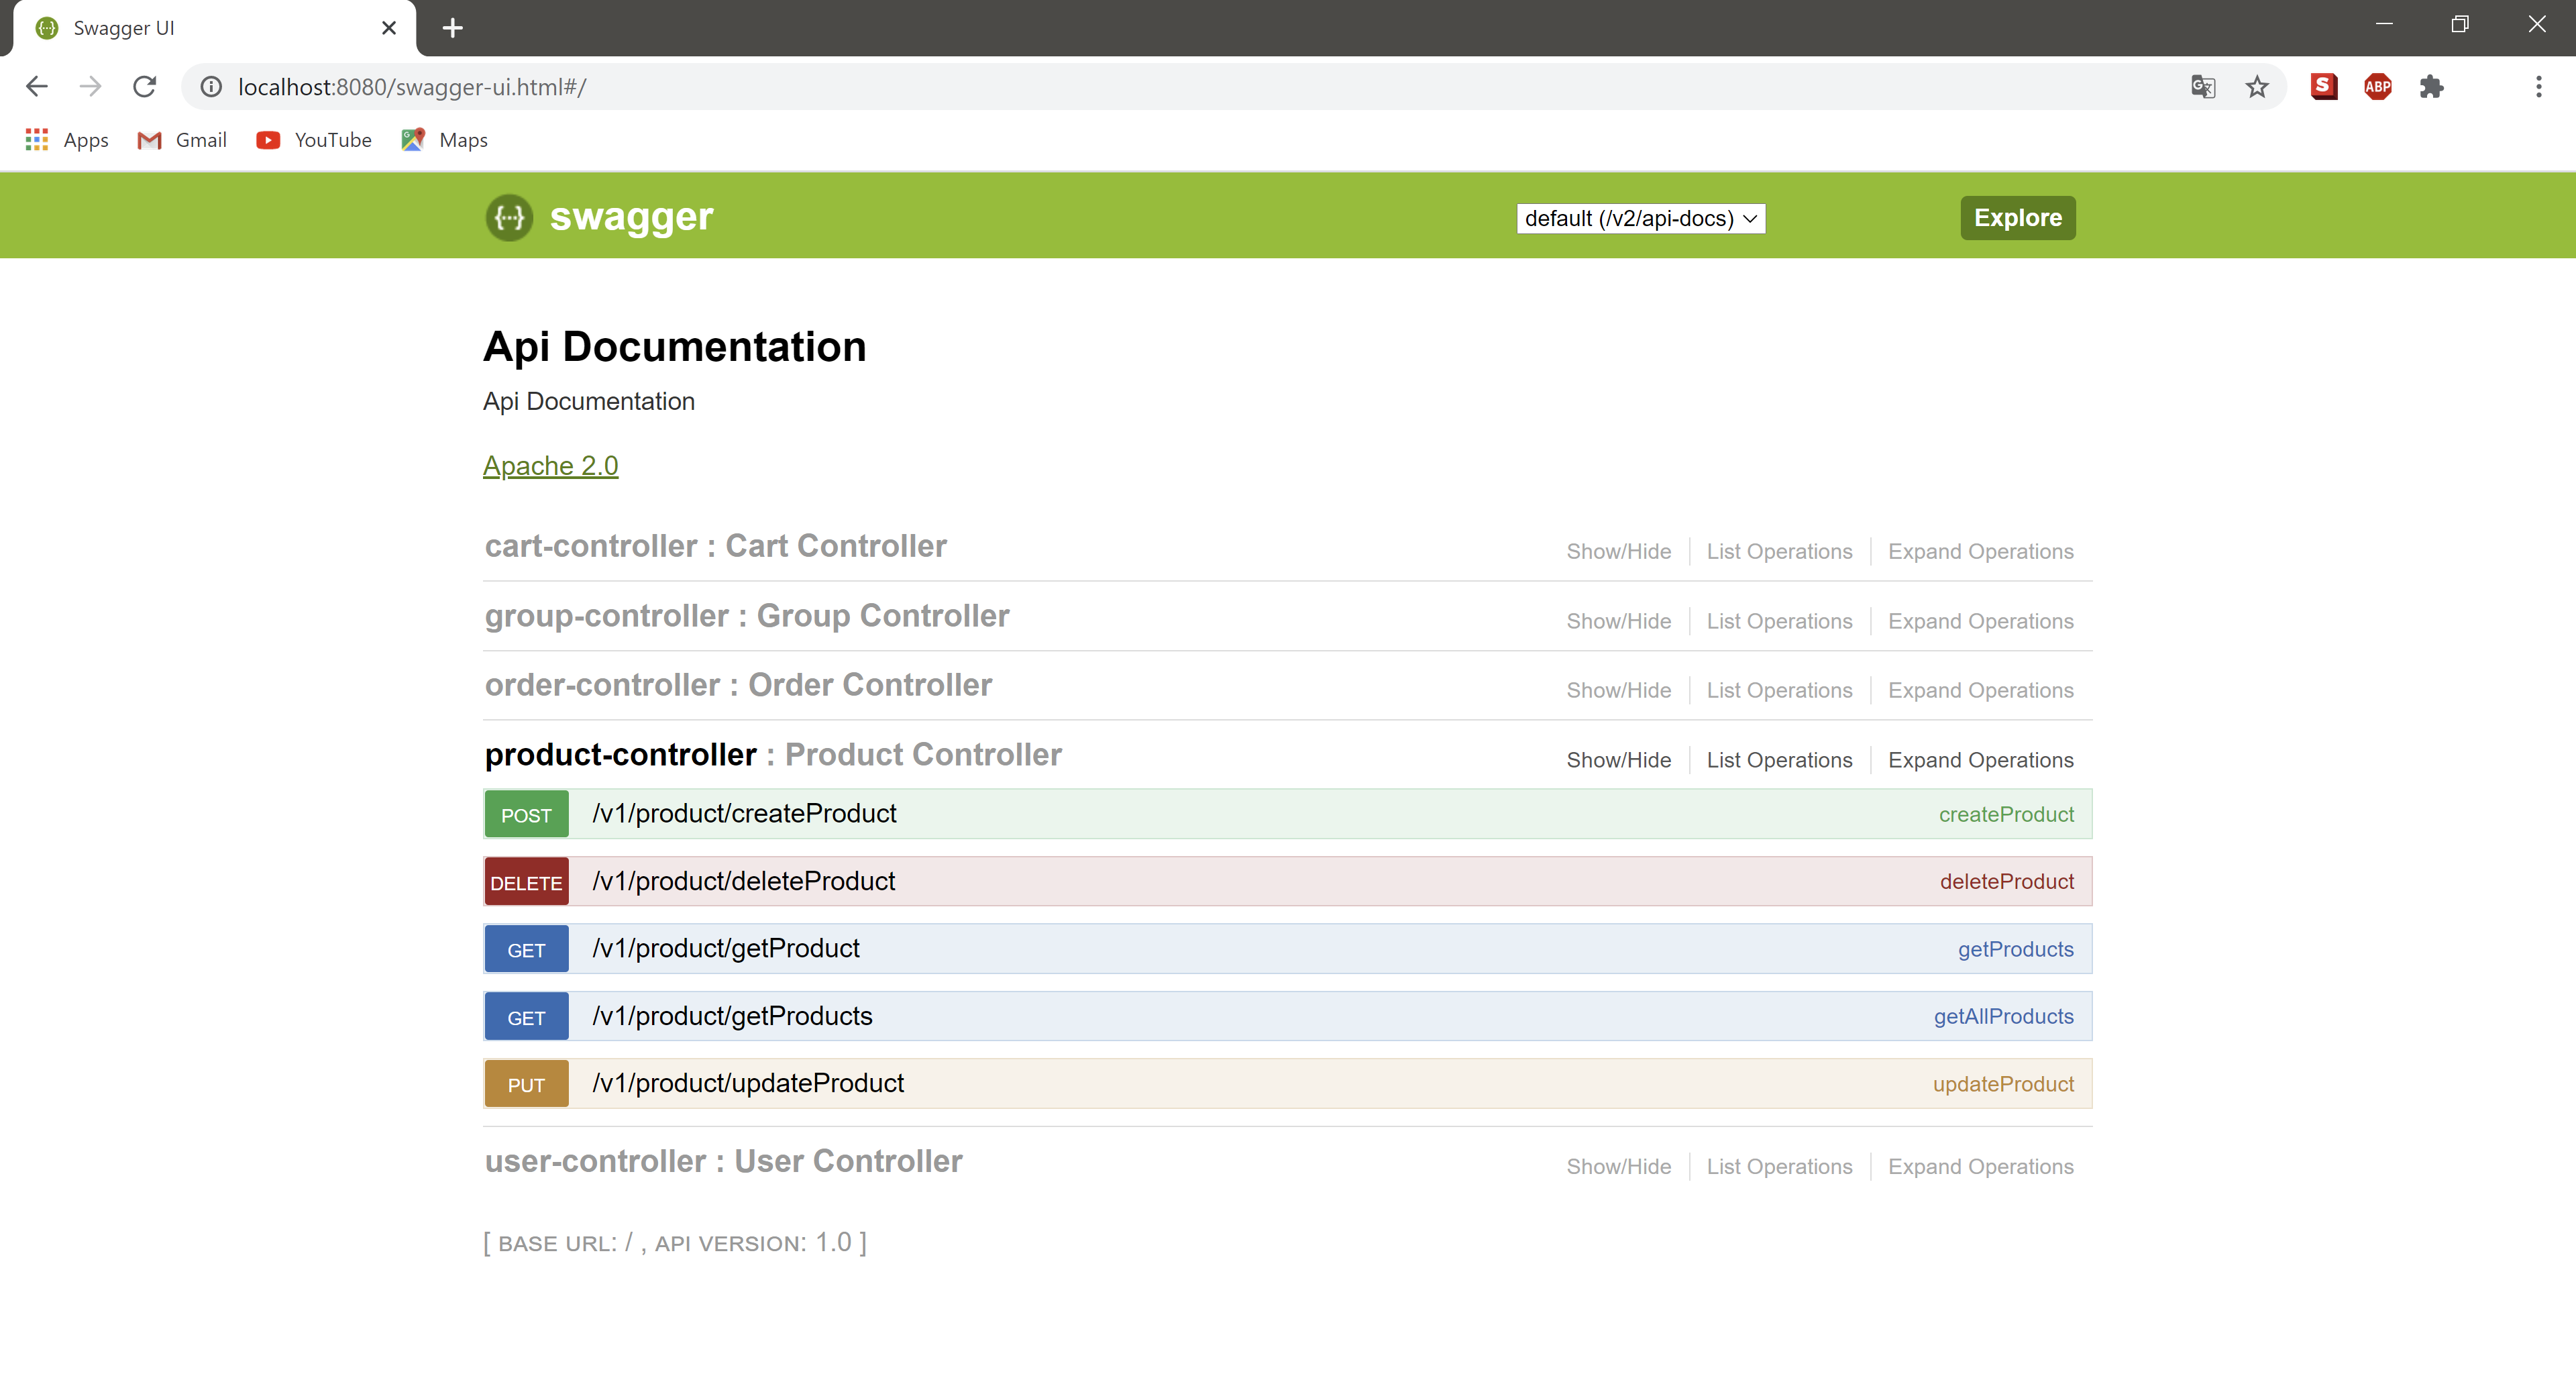 Swagger UI
localhost:8080/swagger-ui.html#/
Apps Gmail YouTube Maps
swagger default (/v2/api-docs) Explore
Api Documentation
Api Documentation
Apache 2.0
cart-controller : Cart Controller Show/Hide List Operations Expand Operations
group-controller : Group Controller Show/Hide List Operations Expand Operations
order-controller : Order Controller Show/Hide List Operations Expand Operations
product-controller : Product Controller Show/Hide List Operations Expand Operations
POST /v1/product/createProduct createProduct
DELETE /v1/product/deleteProduct deleteProduct
GET /v1/product/getProduct getProducts
GET /v1/product/getProducts getAllProducts
PUT /v1/product/updateProduct updateProduct
user-controller : User Controller Show/Hide List Operations Expand Operations
[ BASE URL: / , API VERSION: 1.0 ]